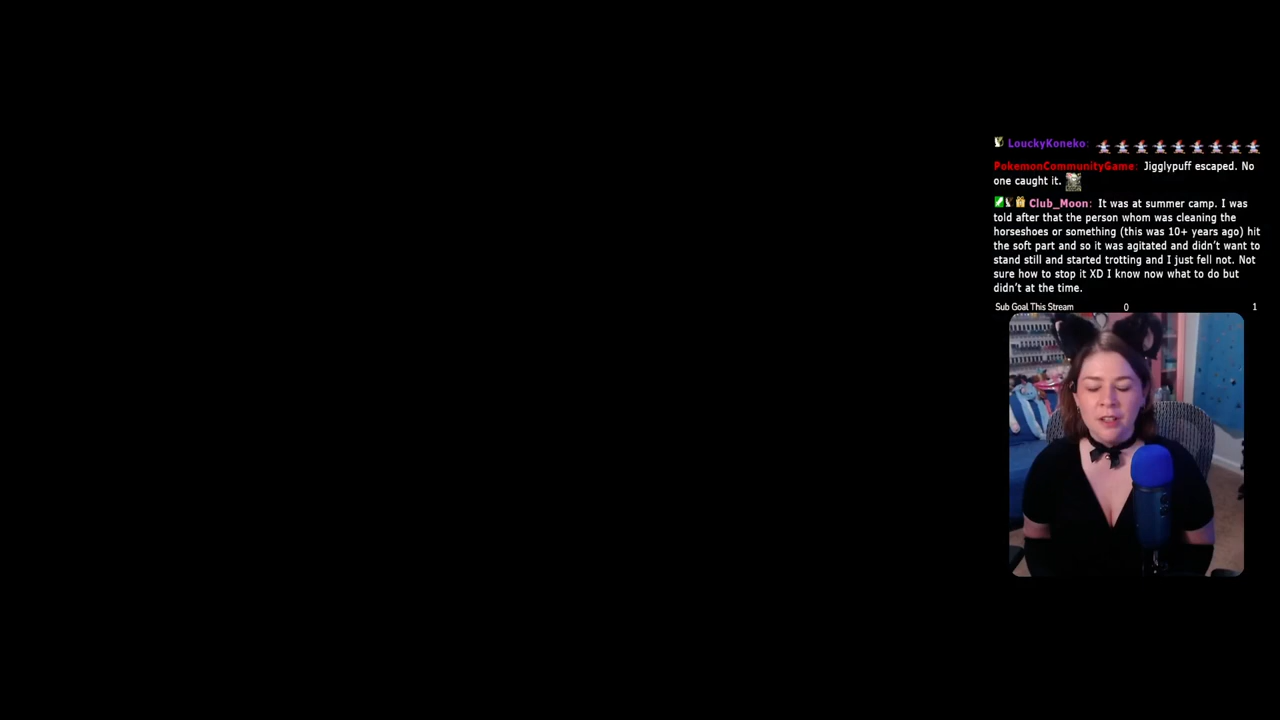 LouckyKoneko:
PokemonCommunityGame: Jigglypuff escaped. No
one caught it.
Club_Moon: It was at summer camp. I was
told after that the person whom was cleaning the
horseshoes or something (this was 10+ years ago) hit
the soft part and so it was agitated and didn't want to
stand still and started trotting and I just fell not. Not
sure how to stop it XD I know now what to do but
didn't at the time.
Sub Goal This Stream 0 1